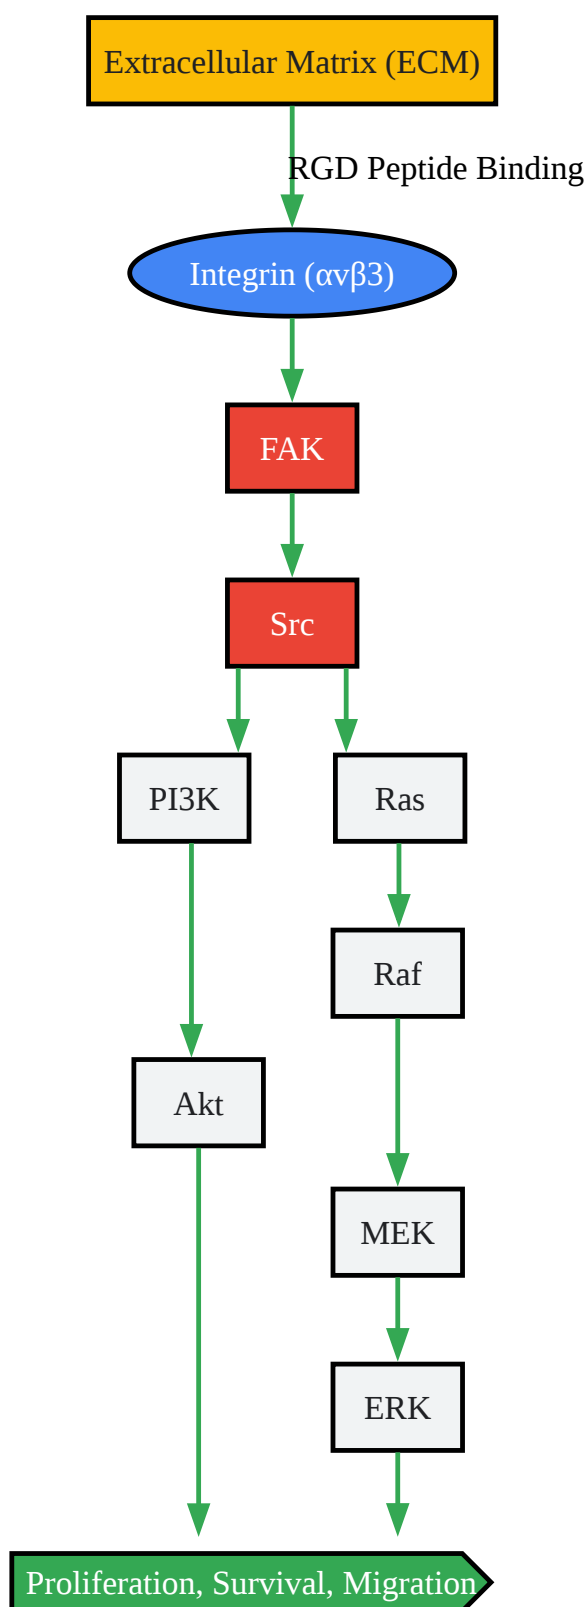 Extracellular Matrix (ECM)
RGD Peptide Binding
Integrin (αvβ3)
FAK
Src
PI3K
Ras
Raf
Akt
MEK
ERK
Proliferation, Survival, Migration